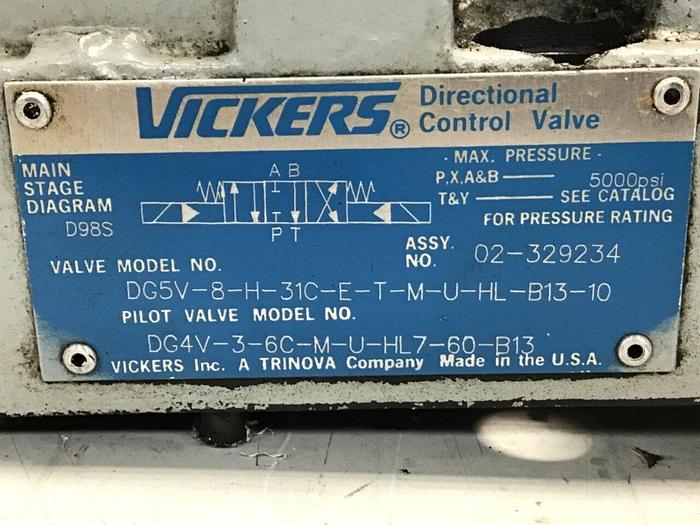 VICKERS® Directional
Control Valve
MAIN
STAGE
DIAGRAM
D98S
A B
P T
- MAX. PRESSURE -
P,X,A&B 5000psi
T&Y SEE CATALOG
FOR PRESSURE RATING
ASSY.
NO. 02-329234
VALVE MODEL NO.
DG5V-8-H-31C-E-T-M-U-HL-B13-10
PILOT VALVE MODEL NO.
DG4V-3-6C-M-U-HL7-60-B13
VICKERS Inc. A TRINOVA Company Made in the U.S.A.